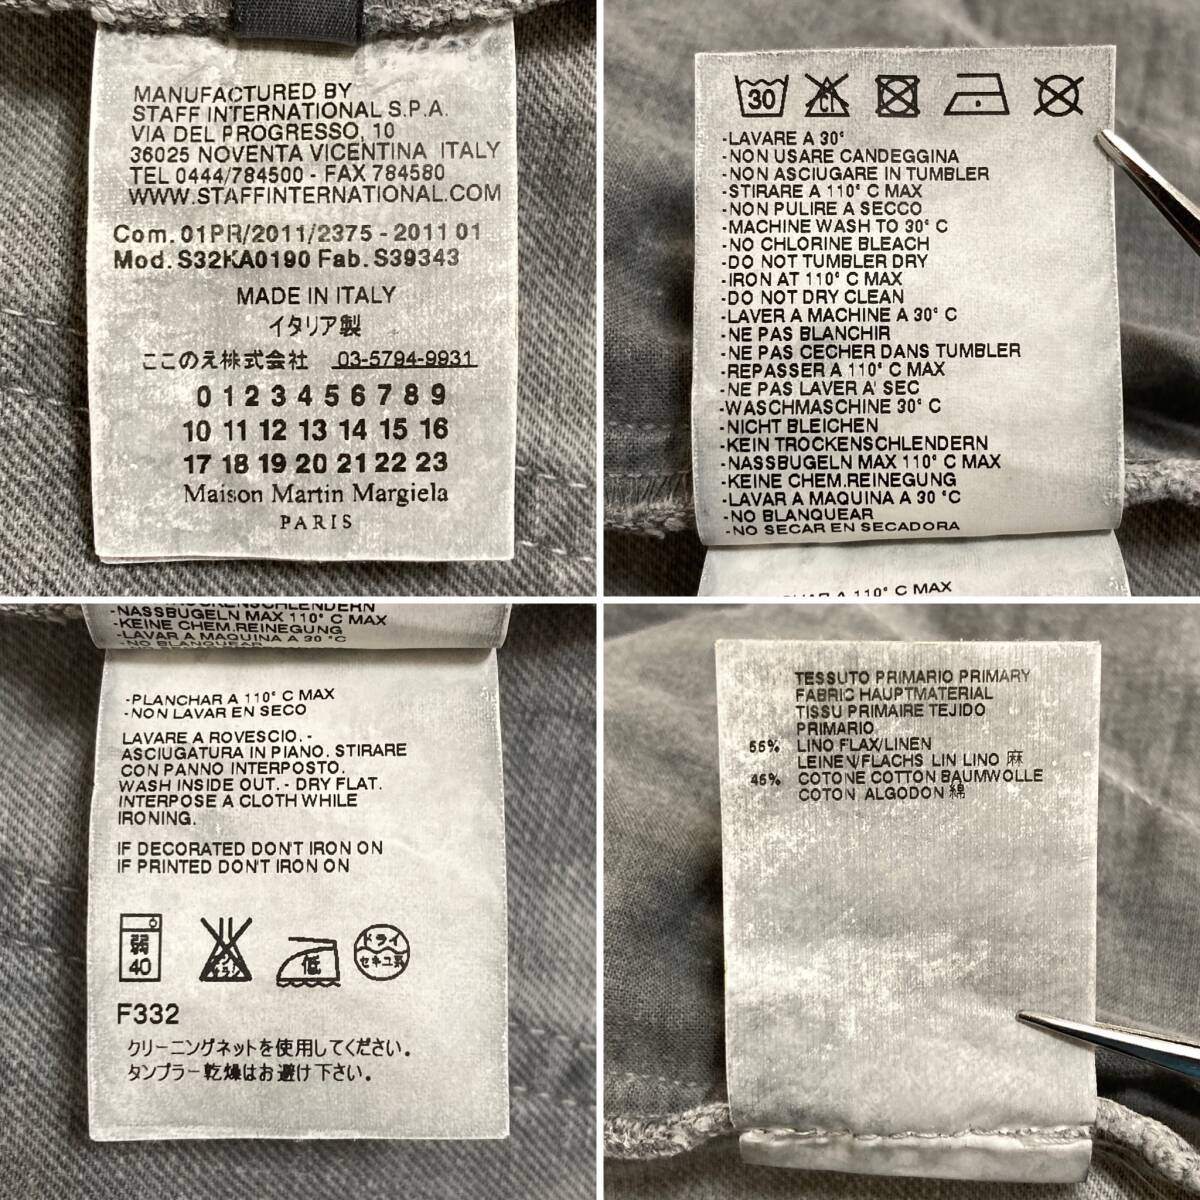 MANUFACTURED BY
STAFF INTERNATIONAL S.P.A.
VIA DEL PROGRESSO, 10
36025 NOVENTA VICENTINA ITALY
TEL 0444/784500 - FAX 784580
WWW.STAFFINTERNATIONAL.COM
Com. 01PR/2011/2375 - 2011 01
Mod. S32KA0190 Fab. S39343
MADE IN ITALY
イタリア製
ここのえ株式会社 03-5794-9931
0 1 2 3 4 5 6 7 8 9
10 11 12 13 14 15 16
17 18 19 20 21 22 23
Maison Martin Margiela
PARIS
30 Cl
-LAVARE A 30°
-NON USARE CANDEGGINA
-NON ASCIUGARE IN TUMBLER
-STIRARE A 110° C MAX
-NON PULIRE A SECCO
-MACHINE WASH TO 30° C
-NO CHLORINE BLEACH
-DO NOT TUMBLER DRY
-IRON AT 110° C MAX
-DO NOT DRY CLEAN
-LAVER A MACHINE A 30° C
-NE PAS BLANCHIR
-NE PAS CECHER DANS TUMBLER
-REPASSER A 110° C MAX
-NE PAS LAVER A' SEC
-WASCHMASCHINE 30° C
-NICHT BLEICHEN
-KEIN TROCKENSCHLENDERN
-NASSBUGELN MAX 110° C MAX
-KEINE CHEM.REINEGUNG
-LAVAR A MAQUINA A 30 °C
-NO BLANQUEAR
-NO SECAR EN SECADORA
A 110° C MAX
-NASSBUGELN MAX 110° C MAX
-KEINE CHEM.REINEGUNG
-LAVAR A MAQUINA A 30 °C
-NO BLANQUEAR
-PLANCHAR A 110° C MAX
-NON LAVAR EN SECO
LAVARE A ROVESCIO. -
ASCIUGATURA IN PIANO. STIRARE
CON PANNO INTERPOSTO.
WASH INSIDE OUT. - DRY FLAT.
INTERPOSE A CLOTH WHILE
IRONING.
IF DECORATED DON'T IRON ON
IF PRINTED DON'T IRON ON
弱
40
低
ドライ
セキユ系
F332
クリーニングネットを使用してください。
タンブラー乾燥はお避け下さい。
TESSUTO PRIMARIO PRIMARY
FABRIC HAUPTMATERIAL
TISSU PRIMAIRE TEJIDO
PRIMARIO
55% LINO FLAX/LINEN
LEINEN/FLACHS LIN LINO 麻
45% COTONE COTTON BAUMWOLLE
COTON ALGODON 綿